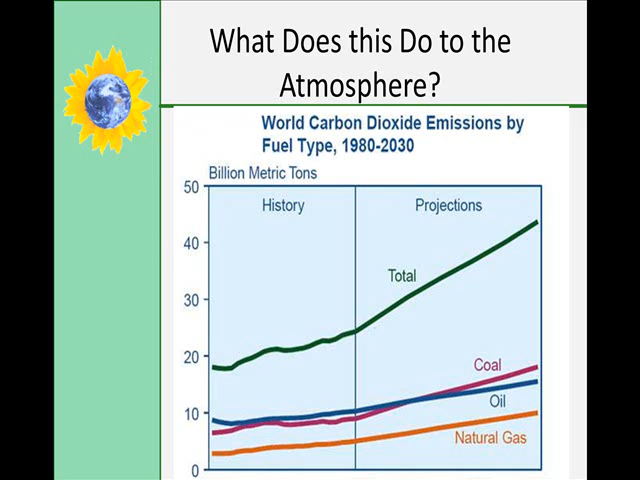 What Does this Do to the
Atmosphere?
World Carbon Dioxide Emissions by
Fuel Type, 1980-2030
Billion Metric Tons
50
History
Projections
40
Total
30
20
Coal
Oil
10
Natural Gas
0